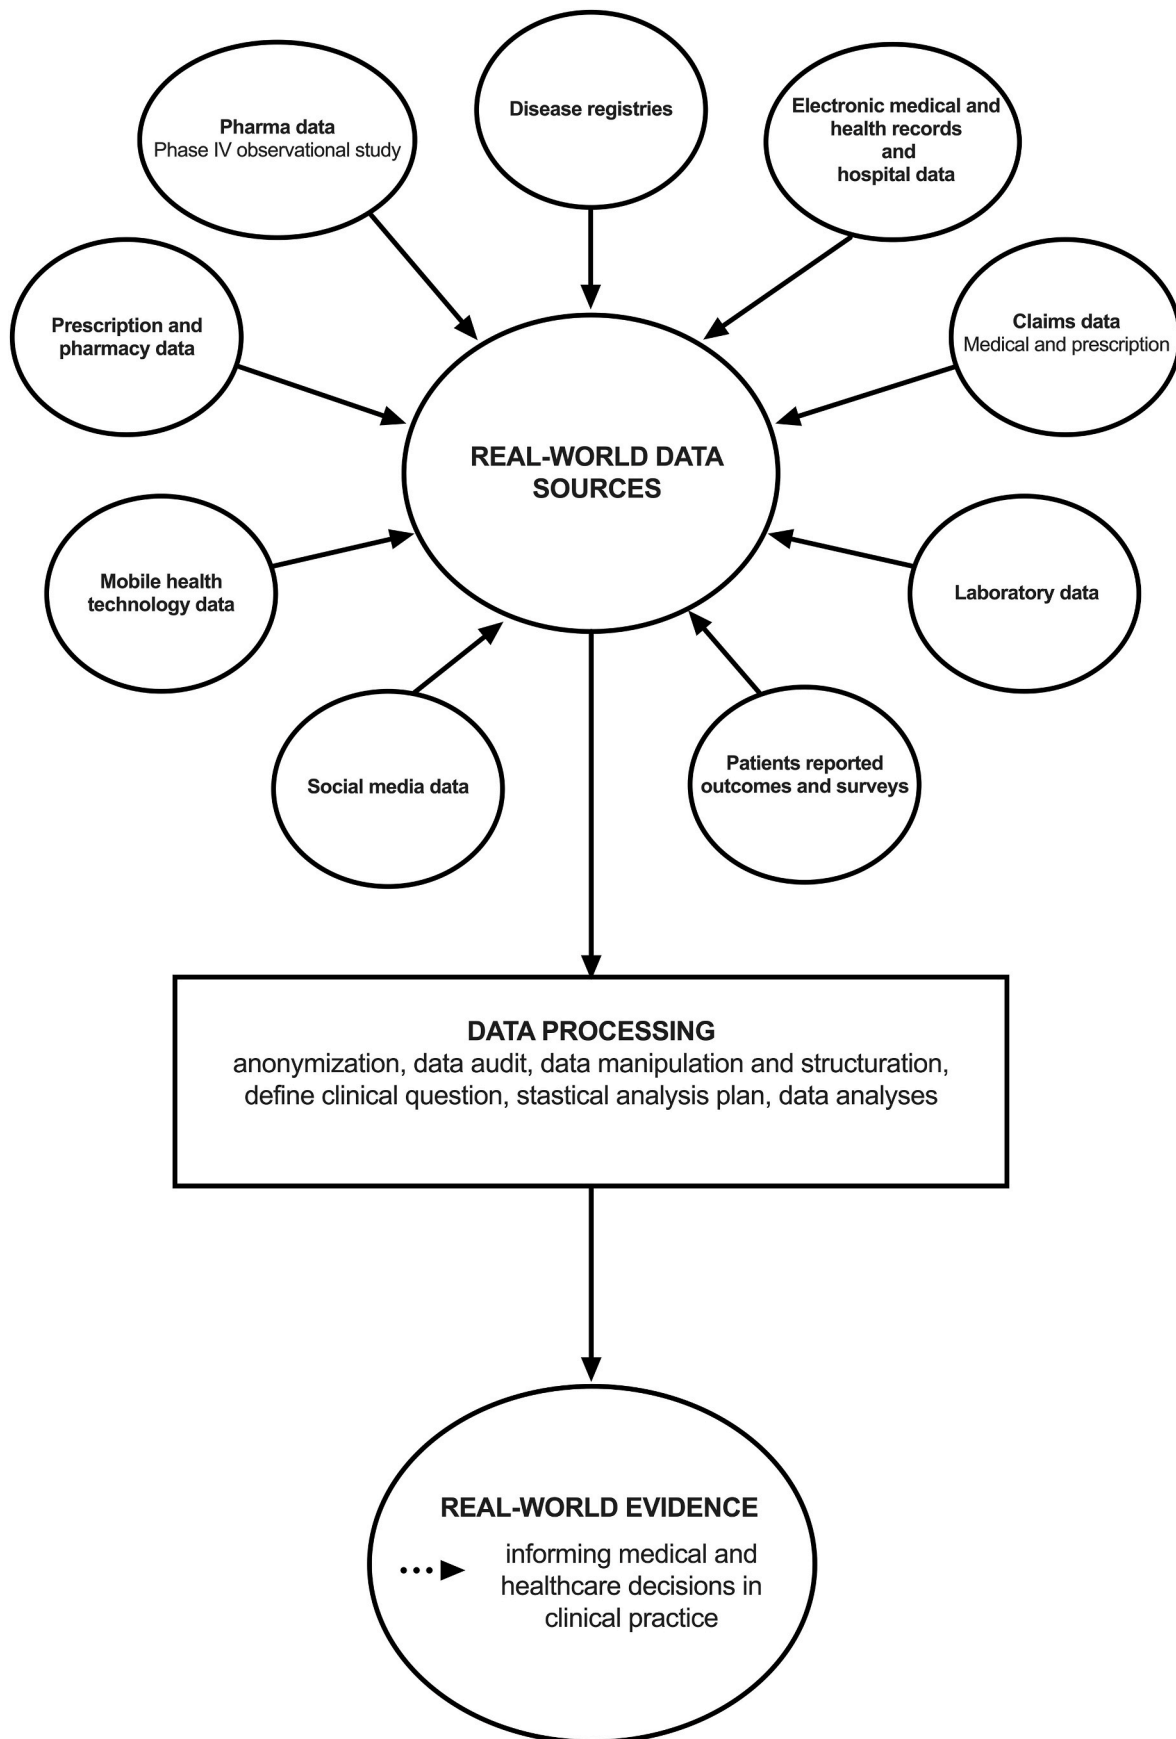 Disease registries
Pharma data
Phase IV observational study
Electronic medical and
health records
and
hospital data
Prescription and
pharmacy data
Claims data
Medical and prescription
REAL-WORLD DATA
SOURCES
Mobile health
technology data
Laboratory data
Social media data
Patients reported
outcomes and surveys
DATA PROCESSING
anonymization, data audit, data manipulation and structuration,
define clinical question, stastical analysis plan, data analyses
REAL-WORLD EVIDENCE
informing medical and
healthcare decisions in
clinical practice